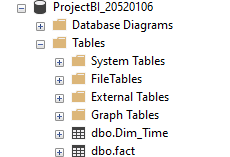 ProjectBI_20520106
Database Diagrams
Tables
System Tables
FileTables
External Tables
Graph Tables
dbo.Dim_Time
dbo.fact